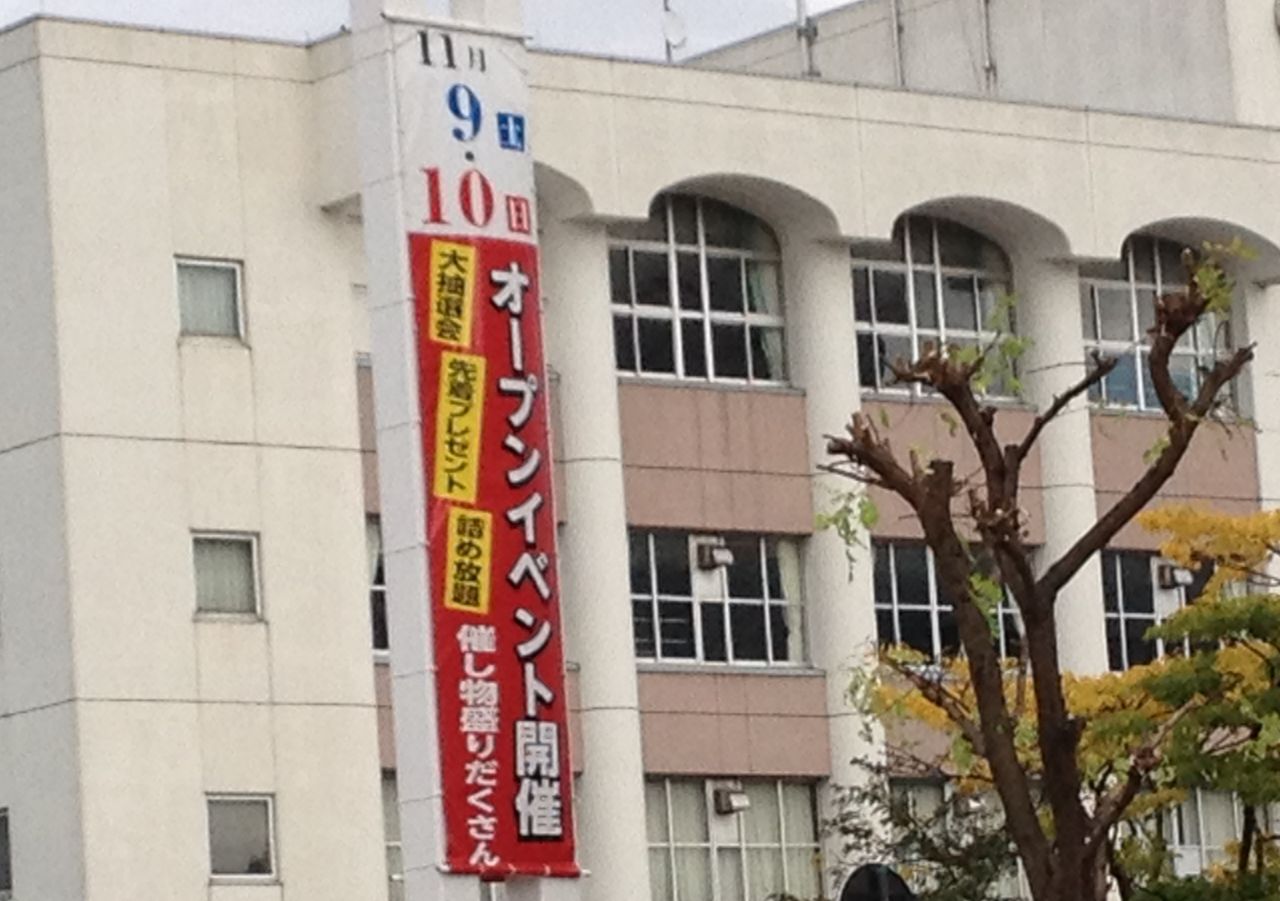 11月
9土
・
10日
オープンイベント開催
大抽選会
先着プレゼント
詰め放題
催し物盛りだくさん